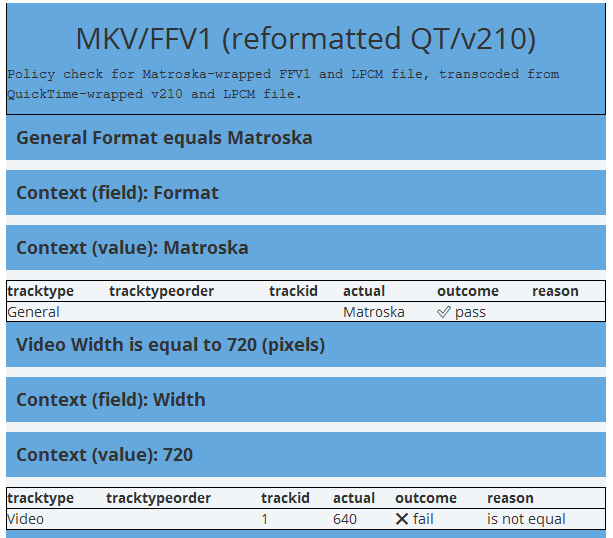 MKV/FFV1 (reformatted QT/v210)
Policy check for Matroska-wrapped FFV1 and LPCM file, transcoded from
QuickTime-wrapped v210 and LPCM file.
General Format equals Matroska
Context (field): Format
Context (value): Matroska
tracktype tracktypeorder trackid actual outcome reason
General Matroska pass
Video Width is equal to 720 (pixels)
Context (field): Width
Context (value): 720
tracktype tracktypeorder trackid actual outcome reason
Video 1 640 fail is not equal